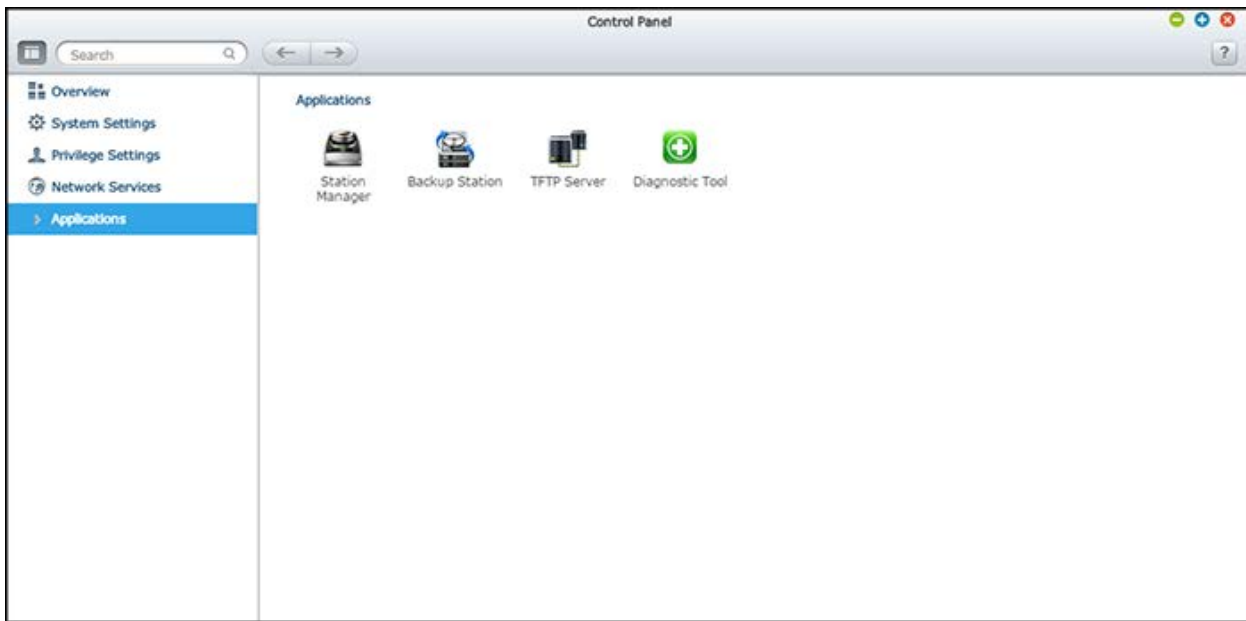 Control Panel
Search
?
Overview
System Settings
Privilege Settings
Network Services
Applications
Applications
Station
Manager
Backup Station
TFTP Server
Diagnostic Tool